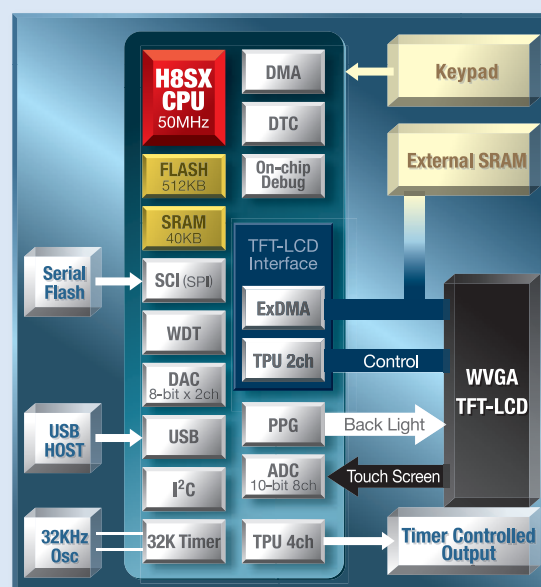 H8SX
CPU
50MHz
DMA
DTC
FLASH
512KB
On-chip
Debug
SRAM
40KB
TFT-LCD
Interface
SCI (SPI)
ExDMA
WDT
TPU 2ch
DAC
8-bit x 2ch
USB
PPG
I²C
ADC
10-bit 8ch
32K Timer
TPU 4ch
Serial
Flash
USB
HOST
32KHz
Osc
Keypad
External SRAM
Control
WVGA
TFT-LCD
Back Light
Touch Screen
Timer Controlled
Output